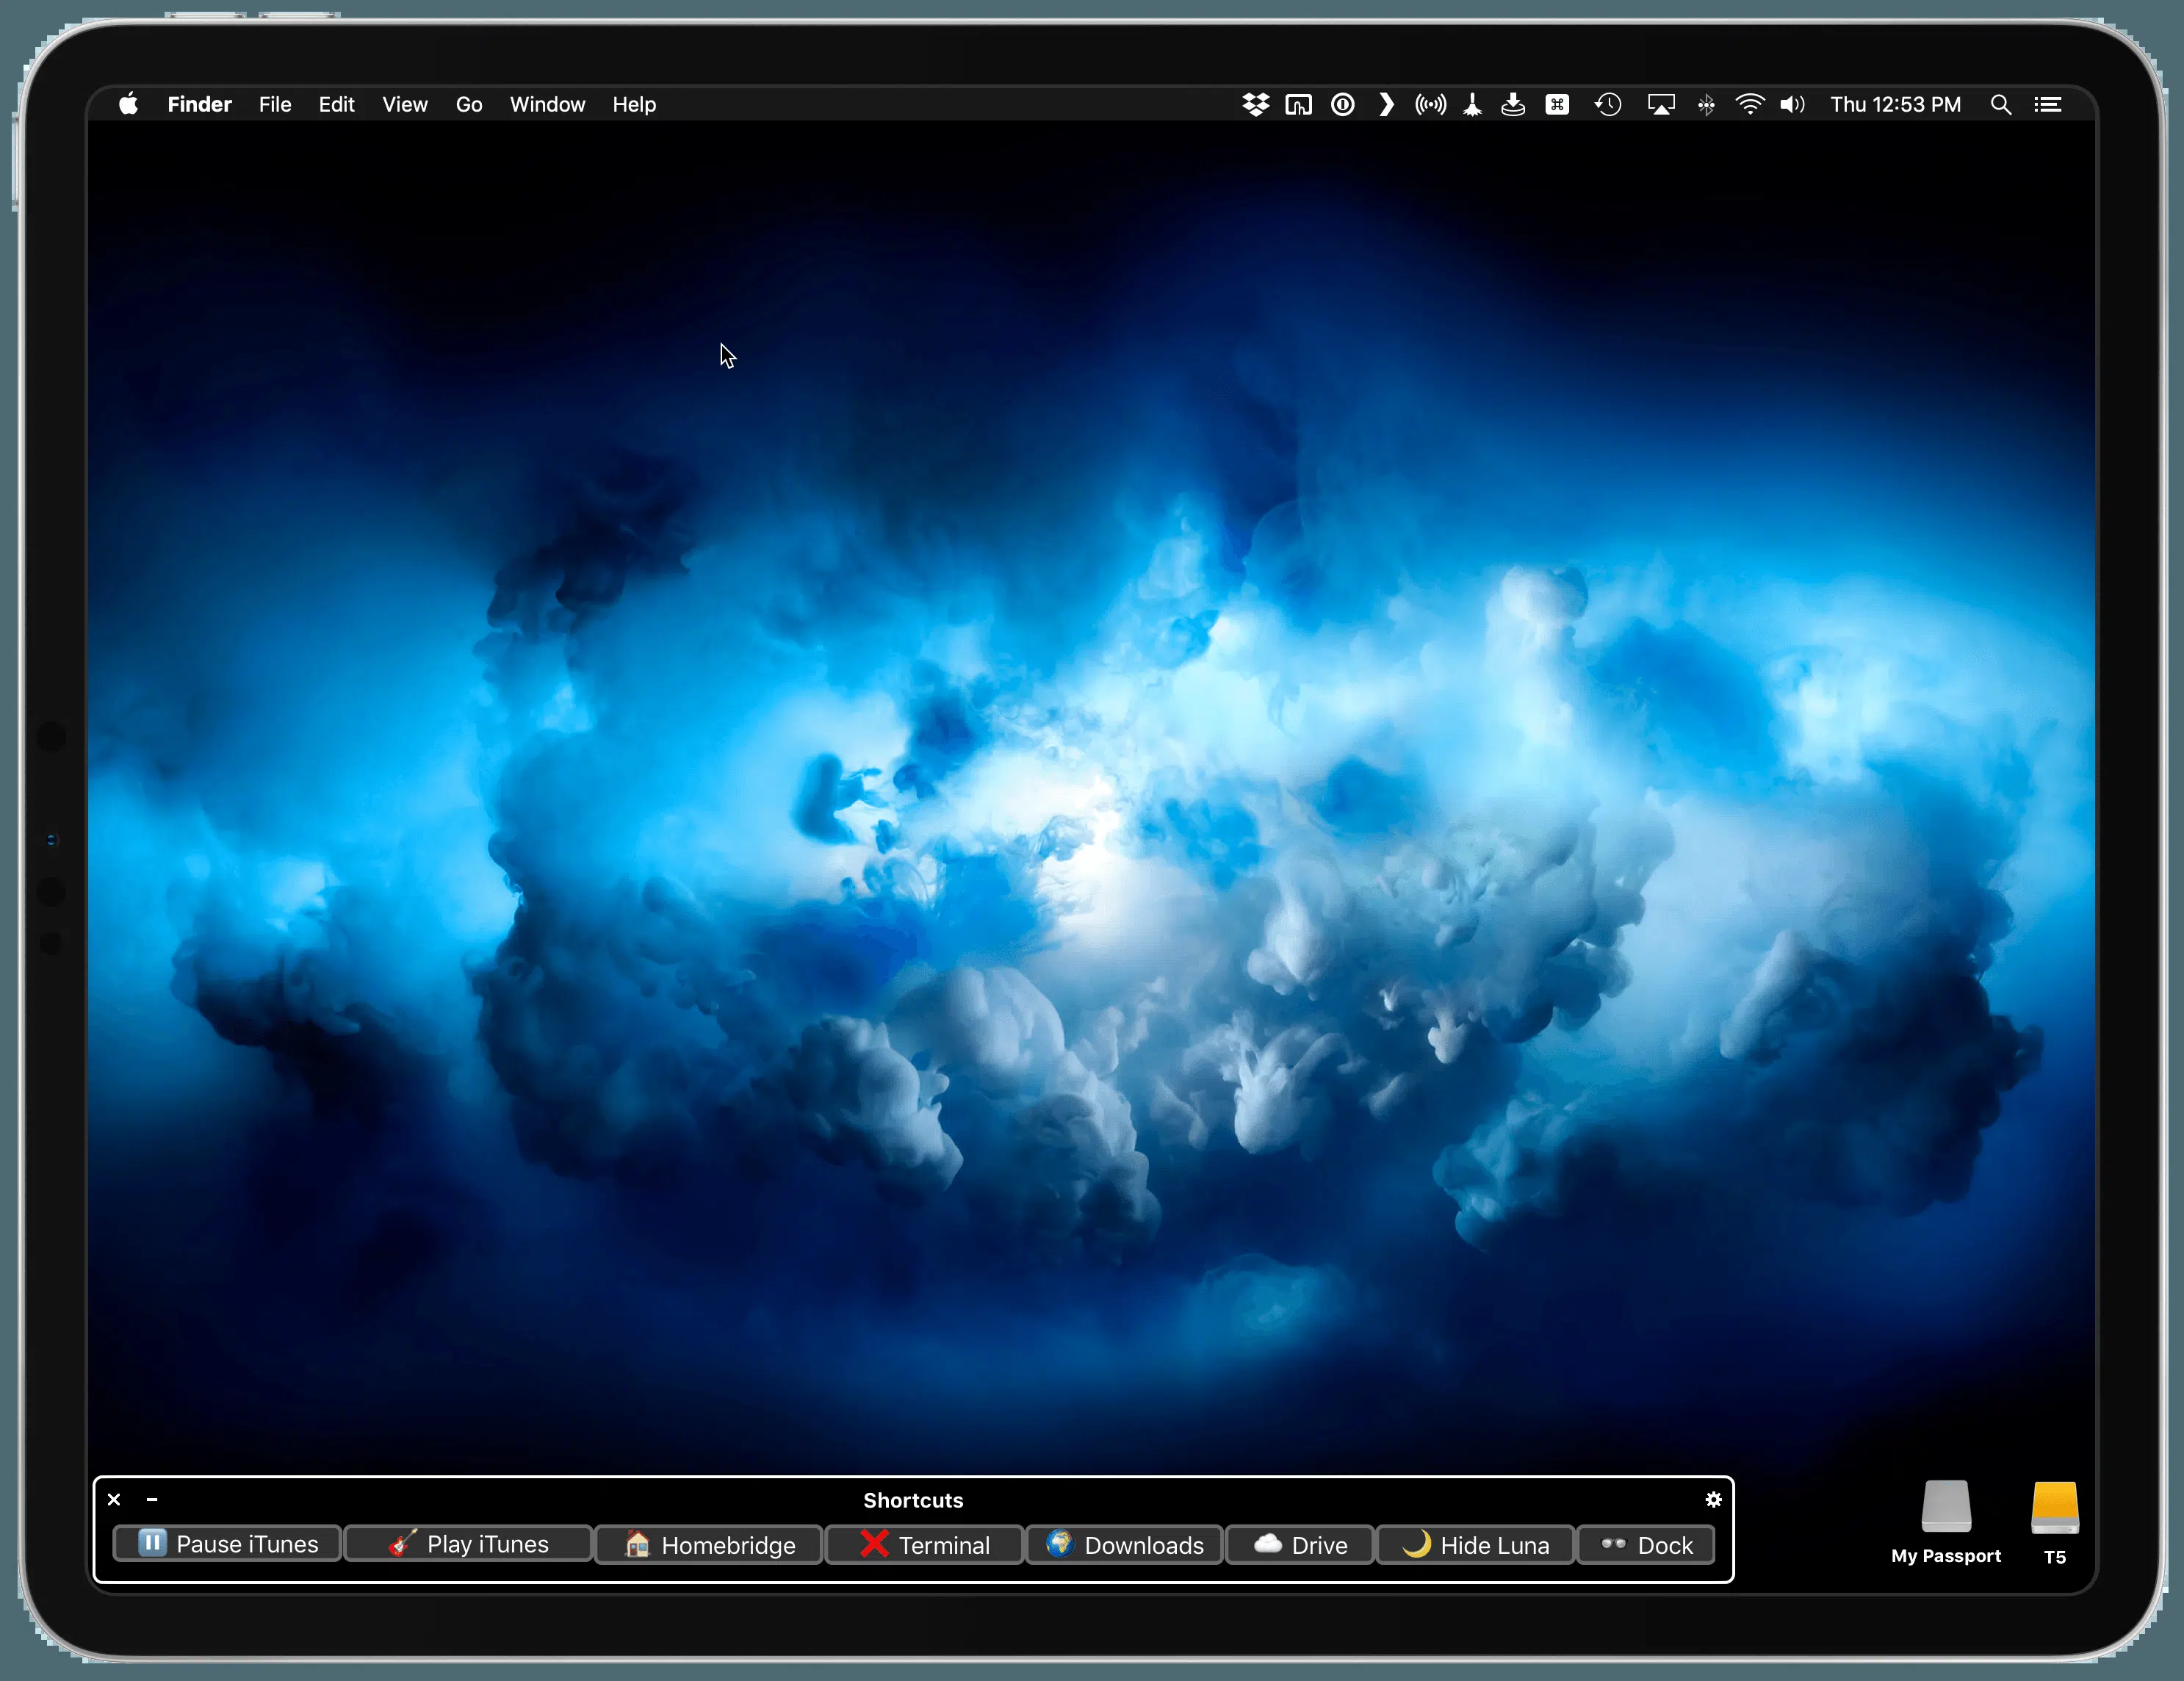 Finder File Edit View Go Window Help Thu 12:53 PM
Shortcuts
Pause iTunes Play iTunes Homebridge Terminal Downloads Drive Hide Luna Dock
My Passport T5